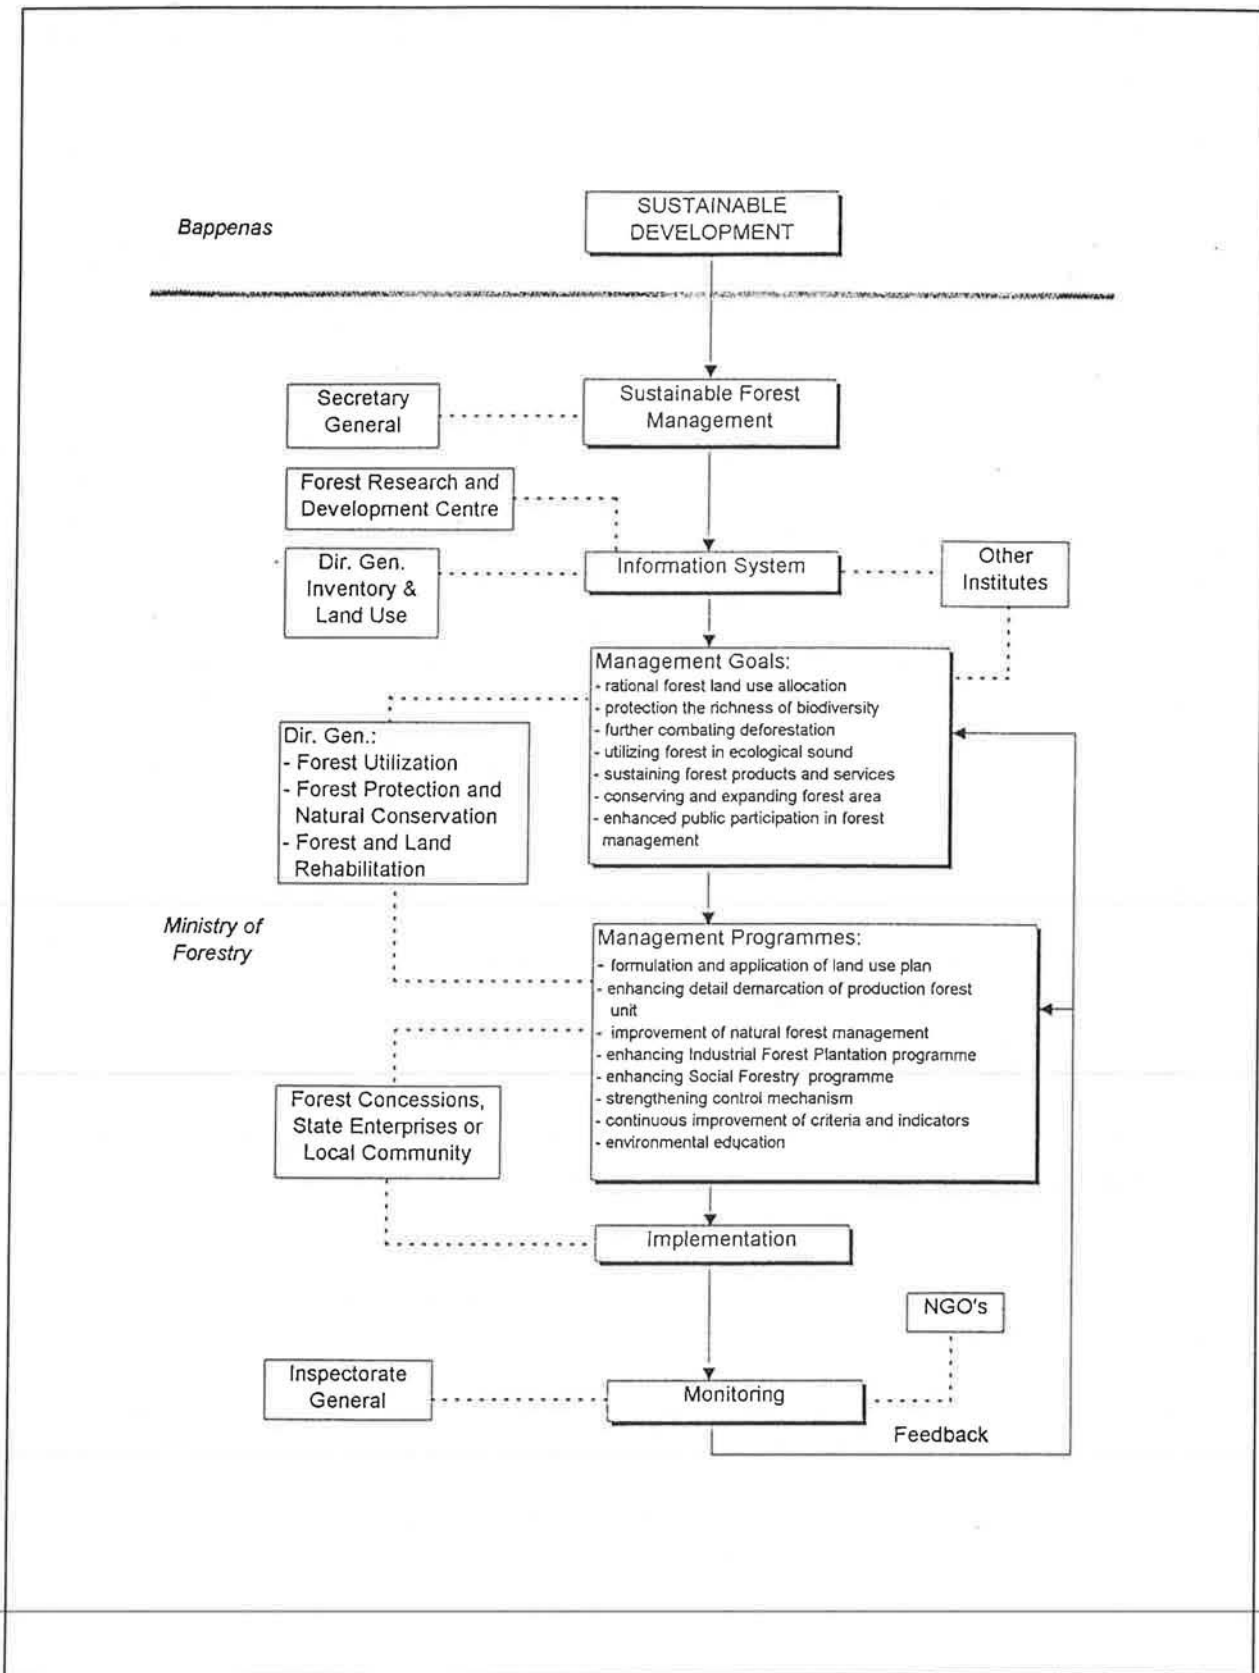 Bappenas
SUSTAINABLE
DEVELOPMENT
Secretary
General
Sustainable Forest
Management
Forest Research and
Development Centre
Dir. Gen.
Inventory &
Land Use
Information System
Other
Institutes
Management Goals:
- rational forest land use allocation
- protection the richness of biodiversity
- further combating deforestation
- utilizing forest in ecological sound
- sustaining forest products and services
- conserving and expanding forest area
- enhanced public participation in forest
management
Dir. Gen.:
- Forest Utilization
- Forest Protection and
Natural Conservation
- Forest and Land
Rehabilitation
Ministry of
Forestry
Management Programmes:
- formulation and application of land use plan
- enhancing detail demarcation of production forest
unit
- improvement of natural forest management
- enhancing Industrial Forest Plantation programme
- enhancing Social Forestry programme
- strengthening control mechanism
- continuous improvement of criteria and indicators
- environmental education
Forest Concessions,
State Enterprises or
Local Community
Implementation
NGO's
Inspectorate
General
Monitoring
Feedback